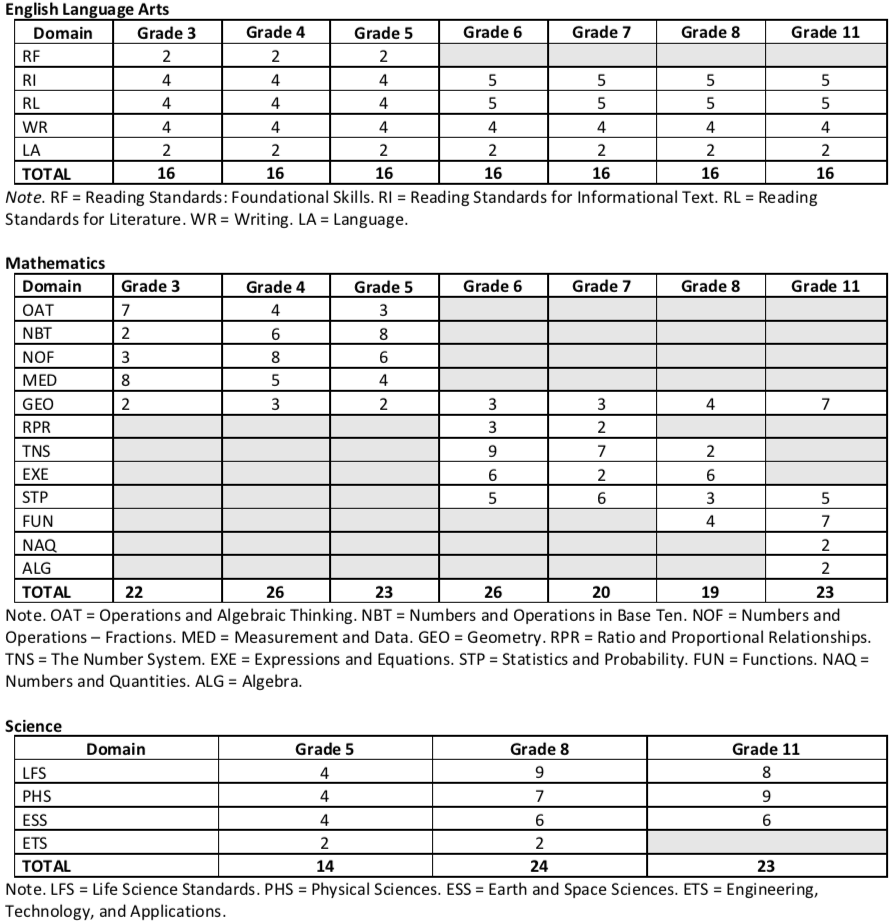 English Language Arts
Domain Grade 3 Grade 4 Grade 5 Grade 6 Grade 7 Grade 8 Grade 11
RF 2 2 2
RI 4 4 4 5 5 5 5
RL 4 4 4 5 5 5 5
WR 4 4 4 4 4 4 4
LA 2 2 2 2 2 2 2
TOTAL 16 16 16 16 16 16 16
Note. RF = Reading Standards: Foundational Skills. RI = Reading Standards for Informational Text. RL = Reading
Standards for Literature. WR = Writing. LA = Language.
Mathematics
Domain Grade 3 Grade 4 Grade 5 Grade 6 Grade 7 Grade 8 Grade 11
OAT 7 4 3
NBT 2 6 8
NOF 3 8 6
MED 8 5 4
GEO 2 3 2 3 3 4 7
RPR 3 2
TNS 9 7 2
EXE 6 2 6
STP 5 6 3 5
FUN 4 7
NAQ 2
ALG 2
TOTAL 22 26 23 26 20 19 23
Note. OAT = Operations and Algebraic Thinking. NBT = Numbers and Operations in Base Ten. NOF = Numbers and
Operations – Fractions. MED = Measurement and Data. GEO = Geometry. RPR = Ratio and Proportional Relationships.
TNS = The Number System. EXE = Expressions and Equations. STP = Statistics and Probability. FUN = Functions. NAQ =
Numbers and Quantities. ALG = Algebra.
Science
Domain Grade 5 Grade 8 Grade 11
LFS 4 9 8
PHS 4 7 9
ESS 4 6 6
ETS 2 2
TOTAL 14 24 23
Note. LFS = Life Science Standards. PHS = Physical Sciences. ESS = Earth and Space Sciences. ETS = Engineering,
Technology, and Applications.